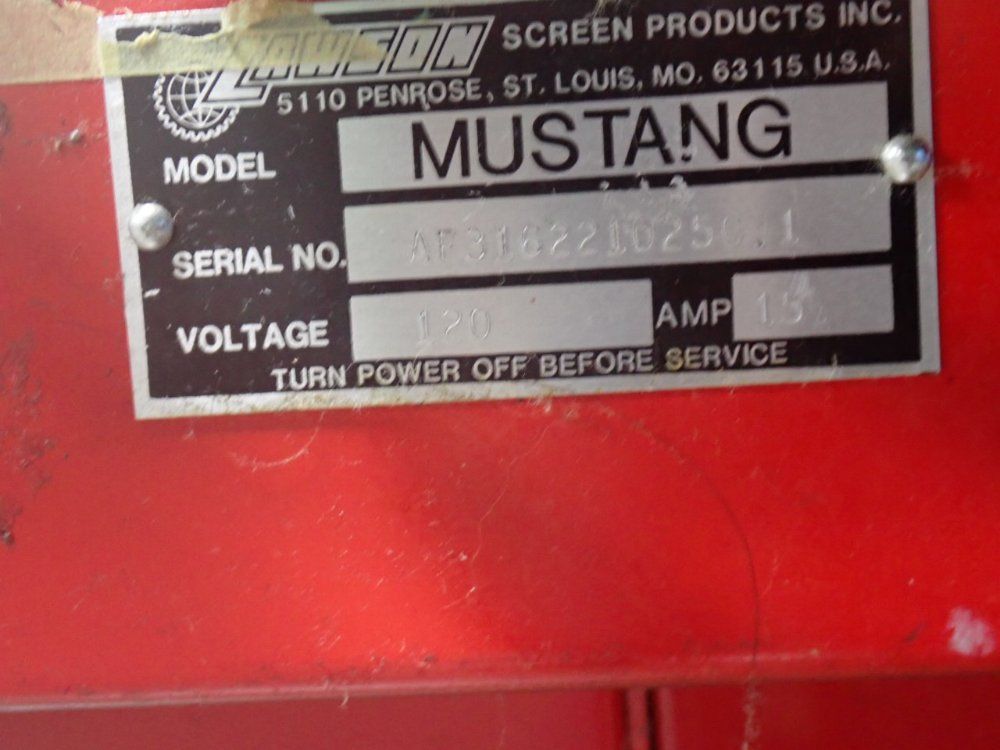 LAWSON SCREEN PRODUCTS INC.
5110 PENROSE, ST. LOUIS, MO. 63115 U.S.A.
MODEL MUSTANG
SERIAL NO.
VOLTAGE 120 AMP 15
TURN POWER OFF BEFORE SERVICE